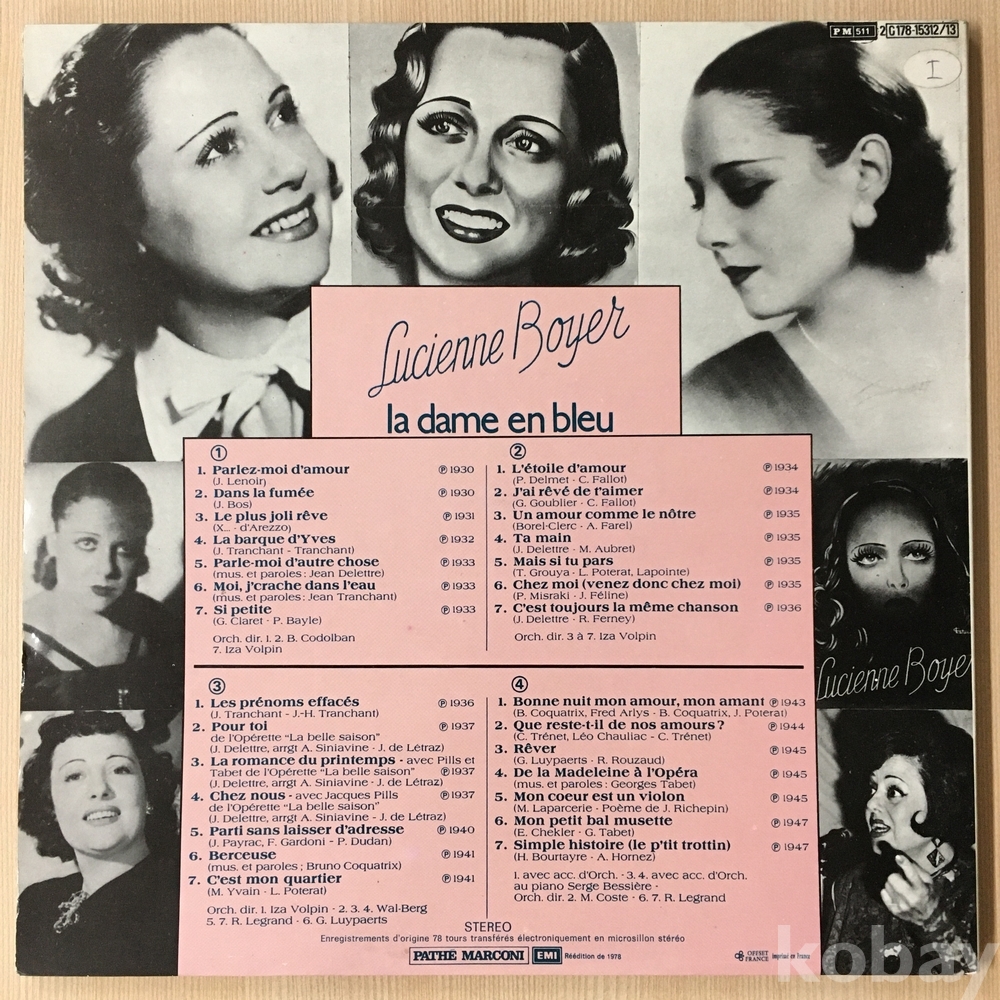 PM 511 2C178-15312/13
I
Lucienne Boyer
la dame en bleu
①
1. Parlez-moi d'amour ℗ 1930
(J. Lenoir)
2. Dans la fumée ℗ 1930
(J. Bos)
3. Le plus joli rêve ℗ 1931
(X... - d'Arezzo)
4. La barque d'Yves ℗ 1932
(J. Tranchant - Tranchant)
5. Parle-moi d'autre chose ℗ 1933
(mus. et paroles : Jean Delettre)
6. Moi, j'crache dans l'eau ℗ 1933
(mus. et paroles : Jean Tranchant)
7. Si petite ℗ 1933
(G. Claret - P. Bayle)
Orch. dir. 1. 2. B. Codolban
7. Iza Volpin
②
1. L'étoile d'amour ℗ 1934
(P. Delmet - C. Fallot)
2. J'ai rêvé de t'aimer ℗ 1934
(G. Goublier - C. Fallot)
3. Un amour comme le nôtre ℗ 1935
(Borel-Clerc - A. Farel)
4. Ta main ℗ 1935
(J. Delettre - M. Aubret)
5. Mais si tu pars ℗ 1935
(T. Grouya - L. Poterat, Lapointe)
6. Chez moi (venez donc chez moi) ℗ 1935
(P. Misraki - J. Féline)
7. C'est toujours la même chanson ℗ 1936
(J. Delettre - R. Ferney)
Orch. dir. 3 à 7. Iza Volpin
Lucienne Boyer
③
1. Les prénoms effacés ℗ 1936
(J. Tranchant - J.-H. Tranchant)
2. Pour toi ℗ 1937
de l'Opérette "La belle saison"
(J. Delettre, arrgt A. Siniavine - J. de Létraz)
3. La romance du printemps - avec Pills et
Tabet de l'Opérette "La belle saison" ℗ 1937
(J. Delettre, arrgt A. Siniavine - J. de Létraz)
4. Chez nous - avec Jacques Pills ℗ 1937
de l'Opérette "La belle saison"
(J. Delettre, arrgt A. Siniavine - J. de Létraz)
5. Parti sans laisser d'adresse ℗ 1940
(J. Payrac, F. Gardoni - P. Dudan)
6. Berceuse ℗ 1941
(mus. et paroles ; Bruno Coquatrix)
7. C'est mon quartier ℗ 1941
(M. Yvain - L. Poterat)
Orch. dir. 1. Iza Volpin - 2. 3. 4. Wal-Berg
5. 7. R. Legrand - 6. G. Luypaerts
④
1. Bonne nuit mon amour, mon amant ℗ 1943
(B. Coquatrix, Fred Arlys - B. Coquatrix, J. Poterat)
2. Que reste-t-il de nos amours ? ℗ 1944
(C. Trénet, Léo Chauliac - C. Trénet)
3. Rêver ℗ 1945
(G. Luypaerts - R. Rouzaud)
4. De la Madeleine à l'Opéra ℗ 1945
(mus. et paroles : Georges Tabet)
5. Mon coeur est un violon ℗ 1945
(M. Laparcerie - Poème de J. Richepin)
6. Mon petit bal musette ℗ 1947
(E. Chekler - G. Tabet)
7. Simple histoire (le p'tit trottin) ℗ 1947
(H. Bourtayre - A. Hornez)
1. avec acc. d'Orch. - 3. 4. avec acc. d'Orch.
au piano Serge Bessière -
Orch. dir. 2. M. Coste - 6. 7. R. Legrand
STEREO
Enregistrements d'origine 78 tours transférés électroniquement en microsillon stéréo
PATHE MARCONI EMI Réédition de 1978
OFFSET FRANCE imprimé en France
kobay